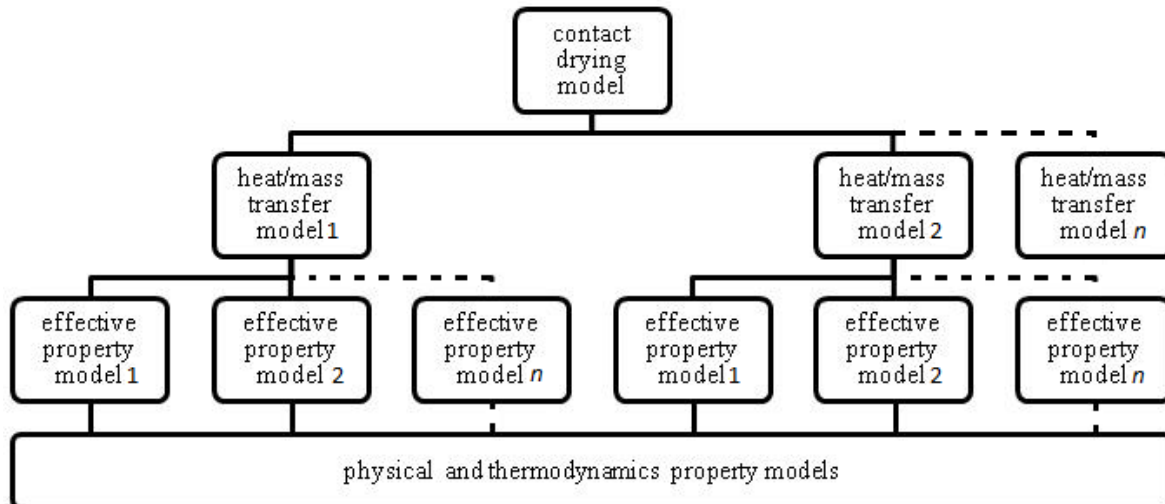 contact
drying
model
heat/mass
transfer
model 1
heat/mass
transfer
model 2
heat/mass
transfer
model n
effective
property
model 1
effective
property
model 2
effective
property
model n
effective
property
model 1
effective
property
model 2
effective
property
model n
physical and thermodynamics property models